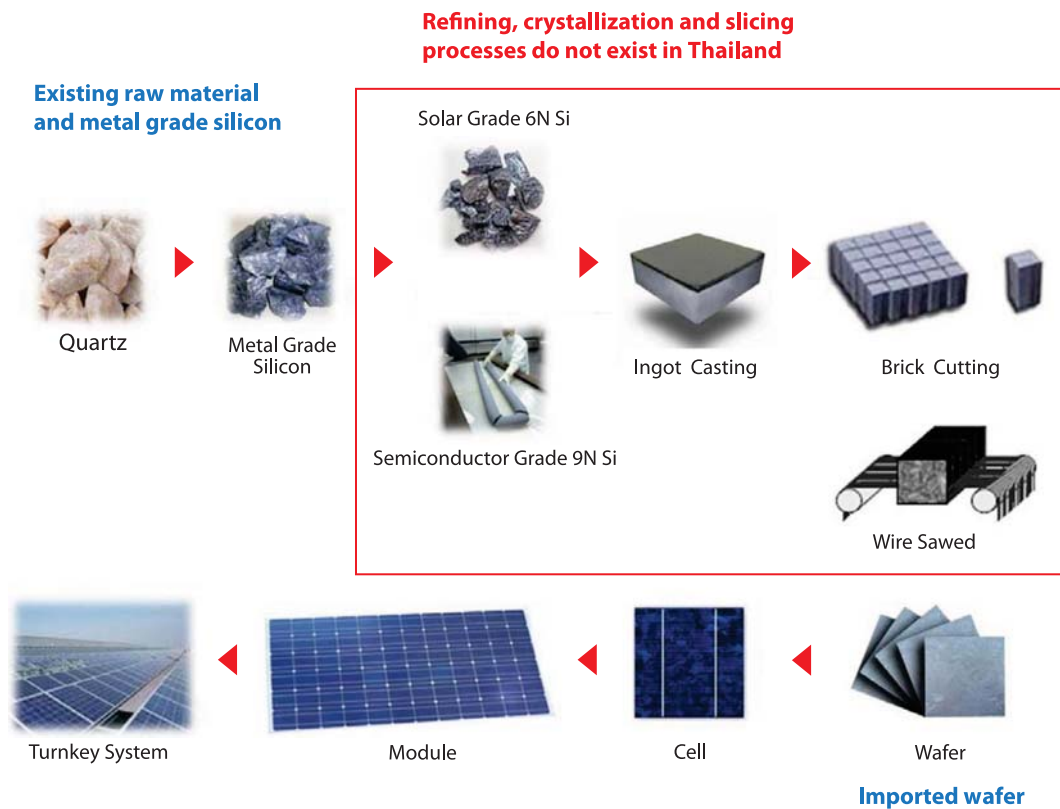 Refining, crystallization and slicing
processes do not exist in Thailand
Existing raw material
and metal grade silicon
Solar Grade 6N Si
Quartz
Metal Grade
Silicon
Ingot Casting
Brick Cutting
Semiconductor Grade 9N Si
Wire Sawed
Turnkey System
Module
Cell
Wafer
Imported wafer